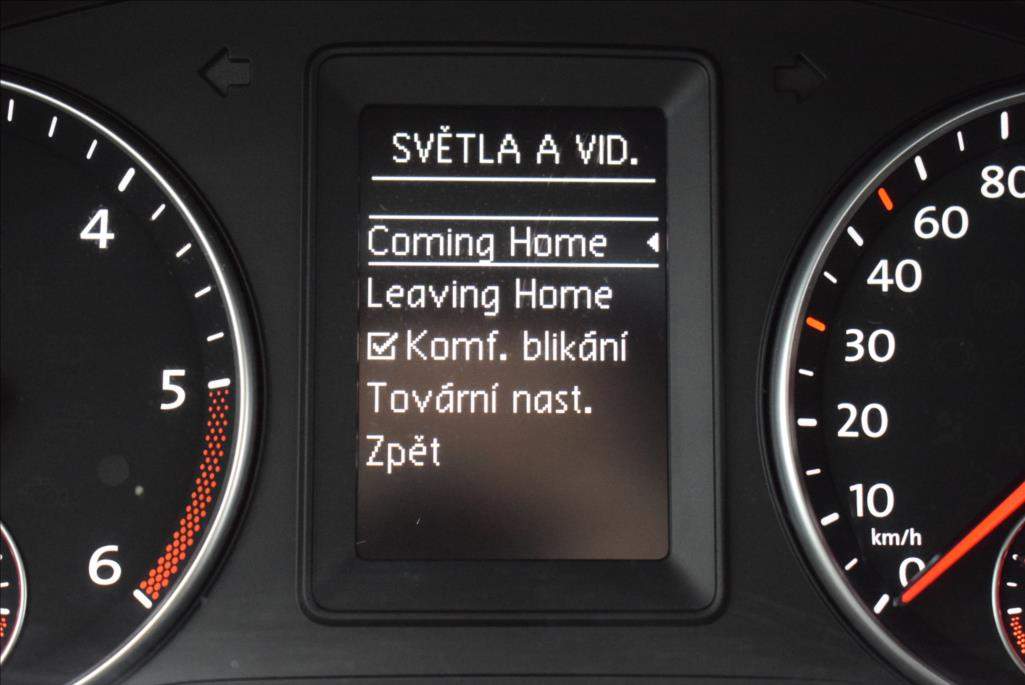 SVĚTLA A VID.
Coming Home
Leaving Home
Komf. blikání
Tovární nast.
Zpět
4
5
6
80
60
40
30
20
10
km/h
0